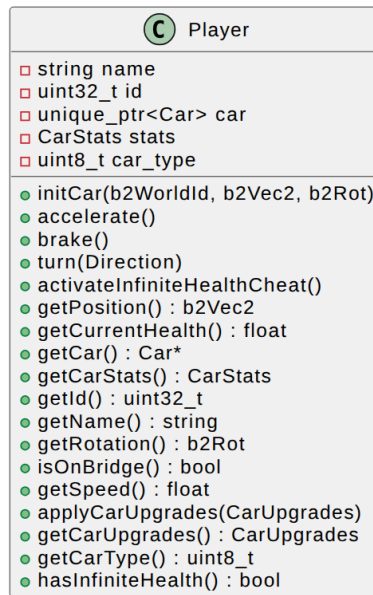 C Player
string name
uint32_t id
unique_ptr<Car> car
CarStats stats
uint8_t car_type
initCar(b2WorldId, b2Vec2, b2Rot)
accelerate()
brake()
turn(Direction)
activateInfiniteHealthCheat()
getPosition() : b2Vec2
getCurrentHealth() : float
getCar() : Car*
getCarStats() : CarStats
getId() : uint32_t
getName() : string
getRotation() : b2Rot
isOnBridge() : bool
getSpeed() : float
applyCarUpgrades(CarUpgrades)
getCarUpgrades() : CarUpgrades
getCarType() : uint8_t
hasInfiniteHealth() : bool